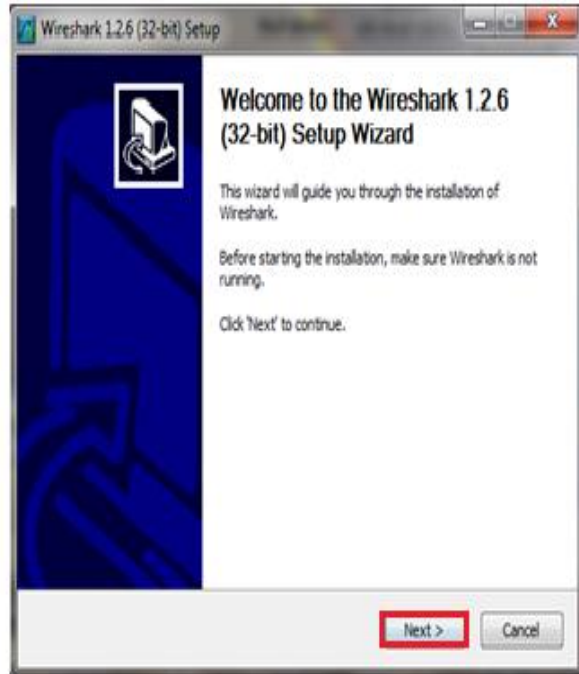 Wireshark 1.2.6 (32-bit) Setup
Welcome to the Wireshark 1.2.6
(32-bit) Setup Wizard
This wizard will guide you through the installation of
Wireshark.
Before starting the installation, make sure Wireshark is not
running.
Click 'Next' to continue.
Next >
Cancel